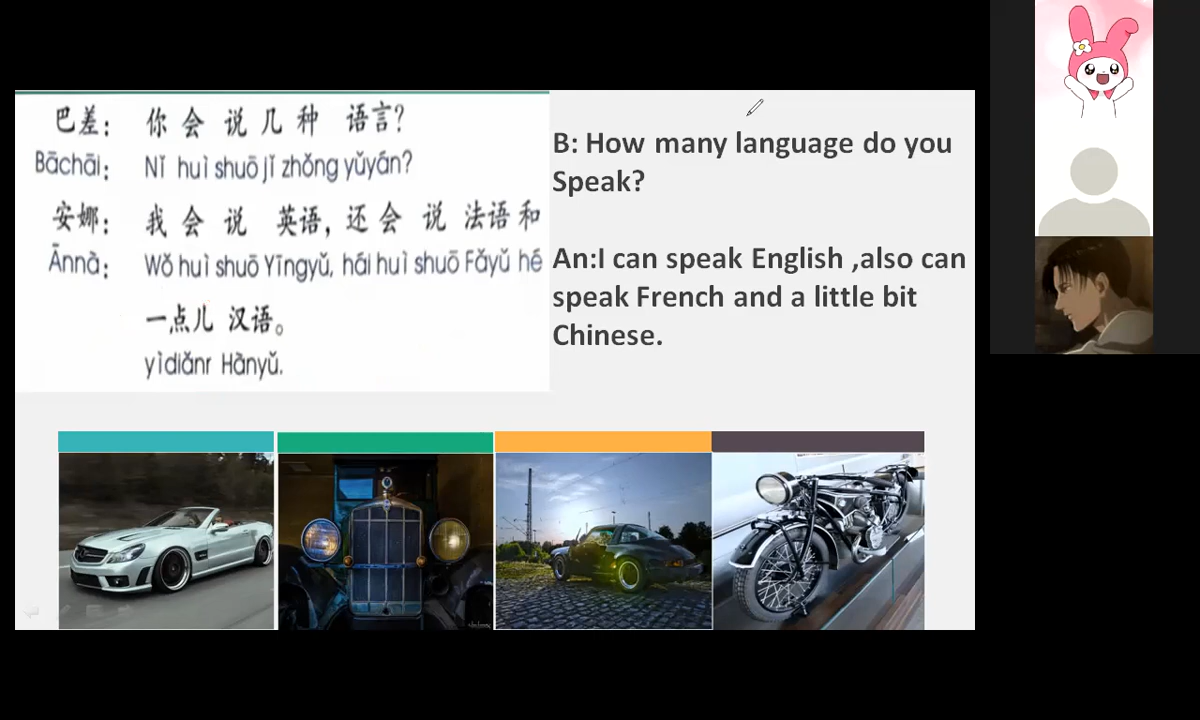 巴差： 你 会 说 几 种 语言？
Bāchāi： Nǐ huì shuō jǐ zhǒng yǔyán?
安娜： 我 会 说 英语，还 会 说 法语 和
Ānnà： Wǒ huì shuō Yīngyǔ, hái huì shuō Fǎyǔ hé
一点儿 汉语。
yìdiǎnr Hànyǔ.
B: How many language do you
Speak?
An:I can speak English ,also can
speak French and a little bit
Chinese.